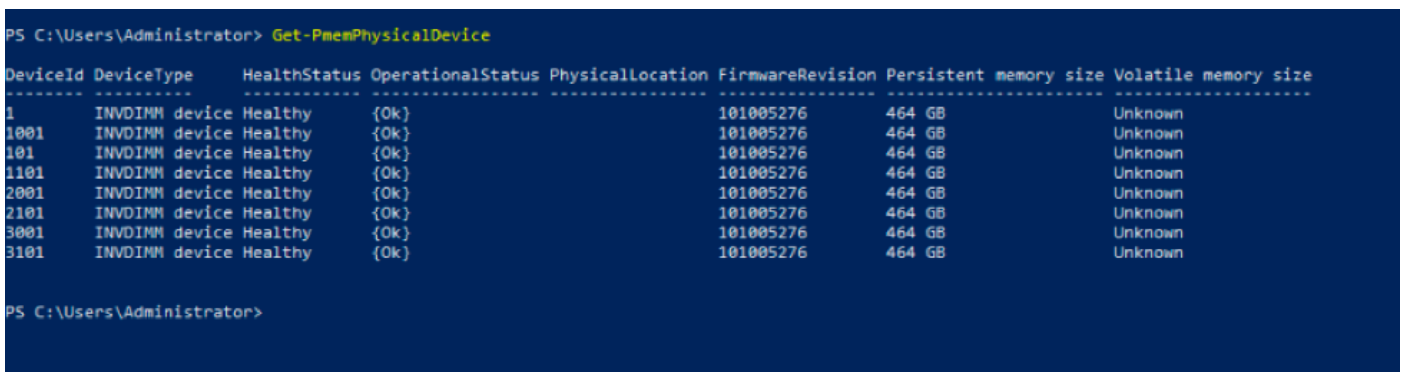 PS C:\Users\Administrator> Get-PmemPhysicalDevice
DeviceId DeviceType HealthStatus OperationalStatus PhysicalLocation FirmwareRevision Persistent memory size Volatile memory size
-------- ---------- ------------ ----------------- ---------------- ---------------- ---------------------- --------------------
1 INVDIMM device Healthy {Ok} 101005276 464 GB Unknown
1001 INVDIMM device Healthy {Ok} 101005276 464 GB Unknown
101 INVDIMM device Healthy {Ok} 101005276 464 GB Unknown
1101 INVDIMM device Healthy {Ok} 101005276 464 GB Unknown
2001 INVDIMM device Healthy {Ok} 101005276 464 GB Unknown
2101 INVDIMM device Healthy {Ok} 101005276 464 GB Unknown
3001 INVDIMM device Healthy {Ok} 101005276 464 GB Unknown
3101 INVDIMM device Healthy {Ok} 101005276 464 GB Unknown
PS C:\Users\Administrator>